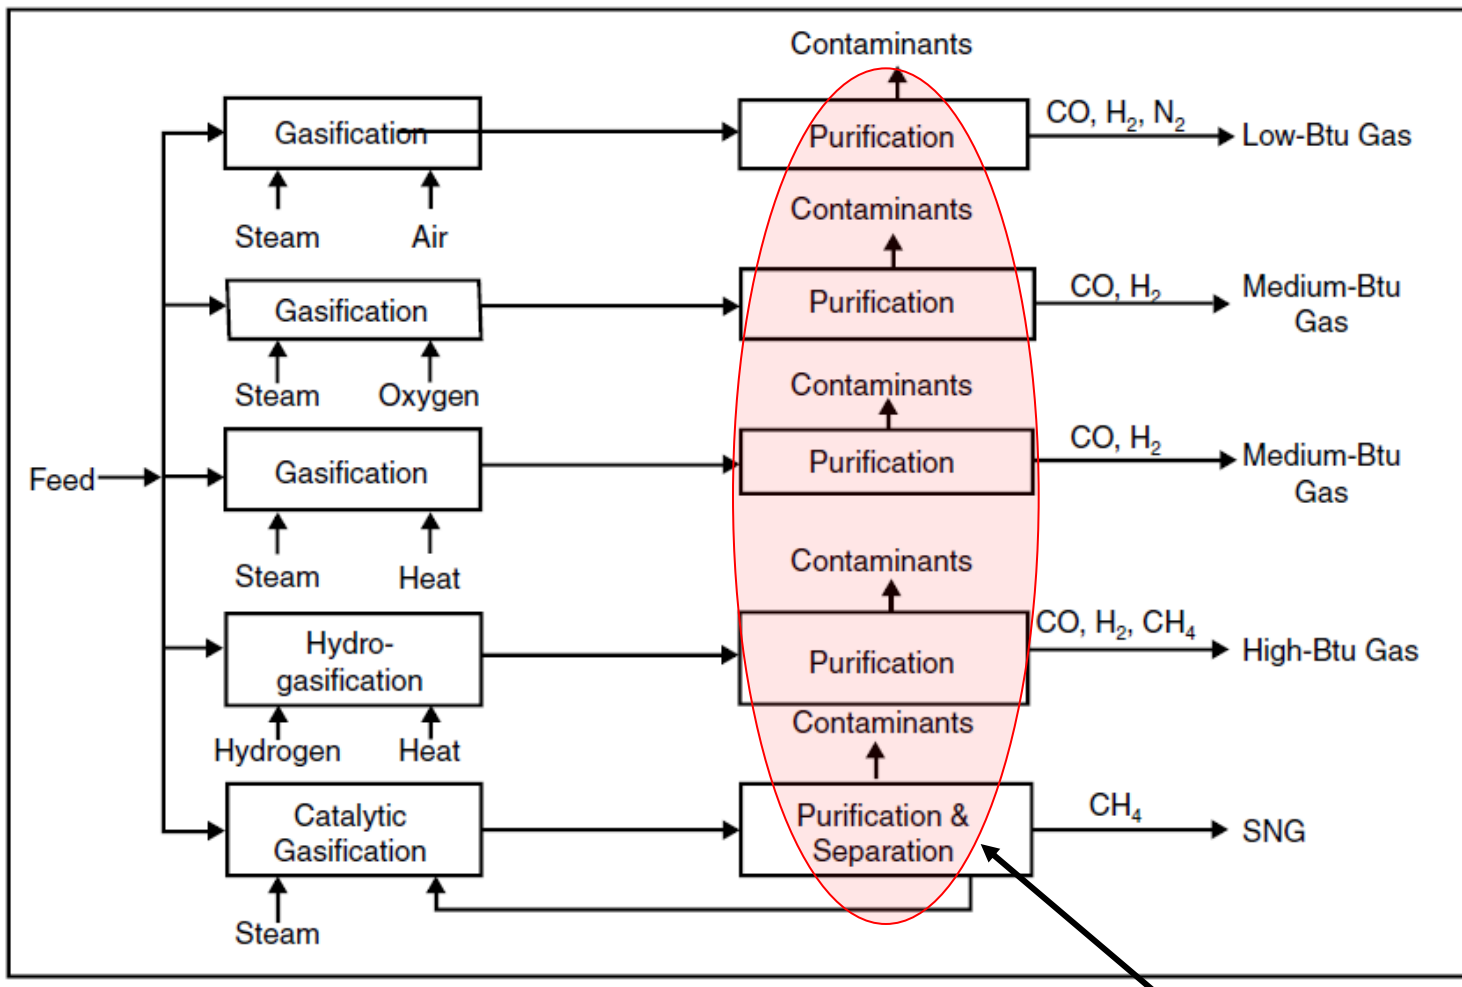 Contaminants
Gasification
Purification
CO, H₂, N₂
Low-Btu Gas
Steam
Air
Contaminants
Gasification
Purification
CO, H₂
Medium-Btu
Gas
Steam
Oxygen
Contaminants
Feed
Gasification
Purification
CO, H₂
Medium-Btu
Gas
Steam
Heat
Contaminants
Hydro-
gasification
Purification
CO, H₂, CH₄
High-Btu Gas
Hydrogen
Heat
Contaminants
Catalytic
Gasification
Purification &
Separation
CH₄
SNG
Steam